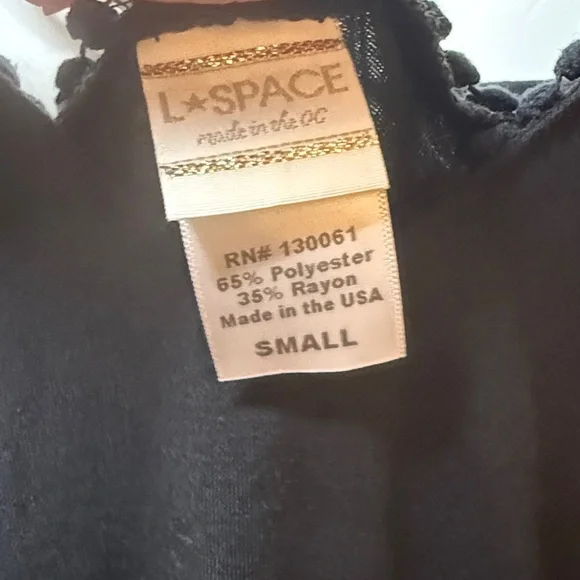 L★SPACE
made in the OC
RN# 130061
65% Polyester
35% Rayon
Made in the USA
SMALL